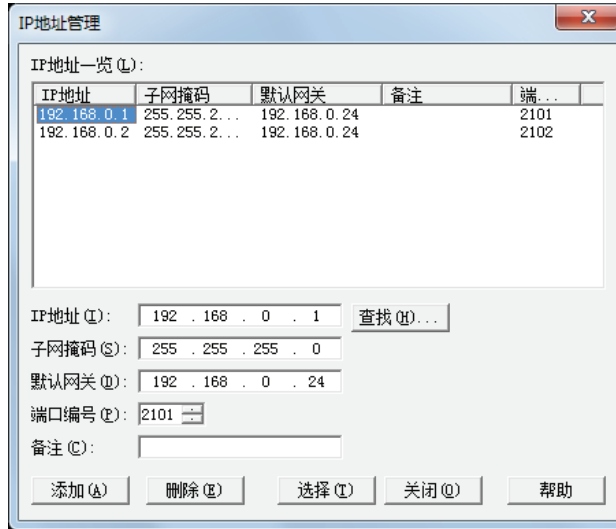 IP地址管理
IP地址一览(L):
IP地址 子网掩码 默认网关 备注 端...
192.168.0.1 255.255.2... 192.168.0.24 2101
192.168.0.2 255.255.2... 192.168.0.24 2102
IP地址(I): 192 . 168 . 0 . 1 查找(H)...
子网掩码(S): 255 . 255 . 255 . 0
默认网关(D): 192 . 168 . 0 . 24
端口编号(P): 2101
备注(C):
添加(A) 删除(E) 选择(T) 关闭(O) 帮助